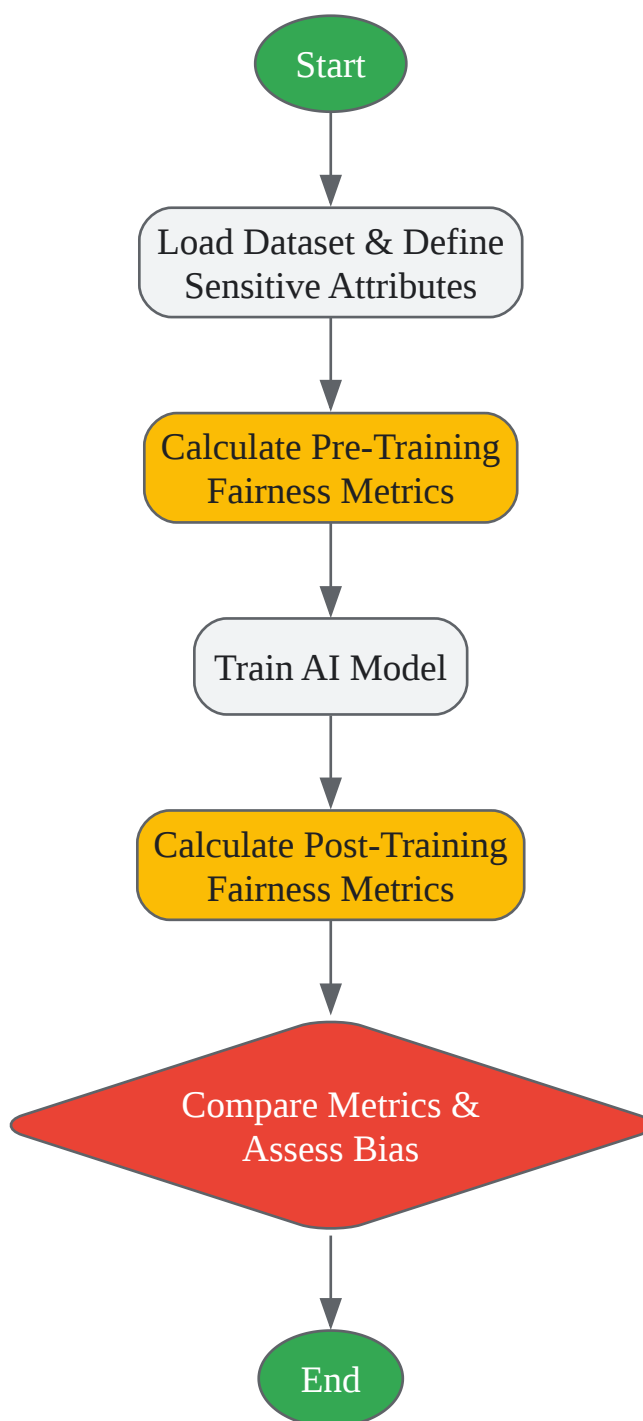 Start
Load Dataset & Define
Sensitive Attributes
Calculate Pre-Training
Fairness Metrics
Train AI Model
Calculate Post-Training
Fairness Metrics
Compare Metrics &
Assess Bias
End